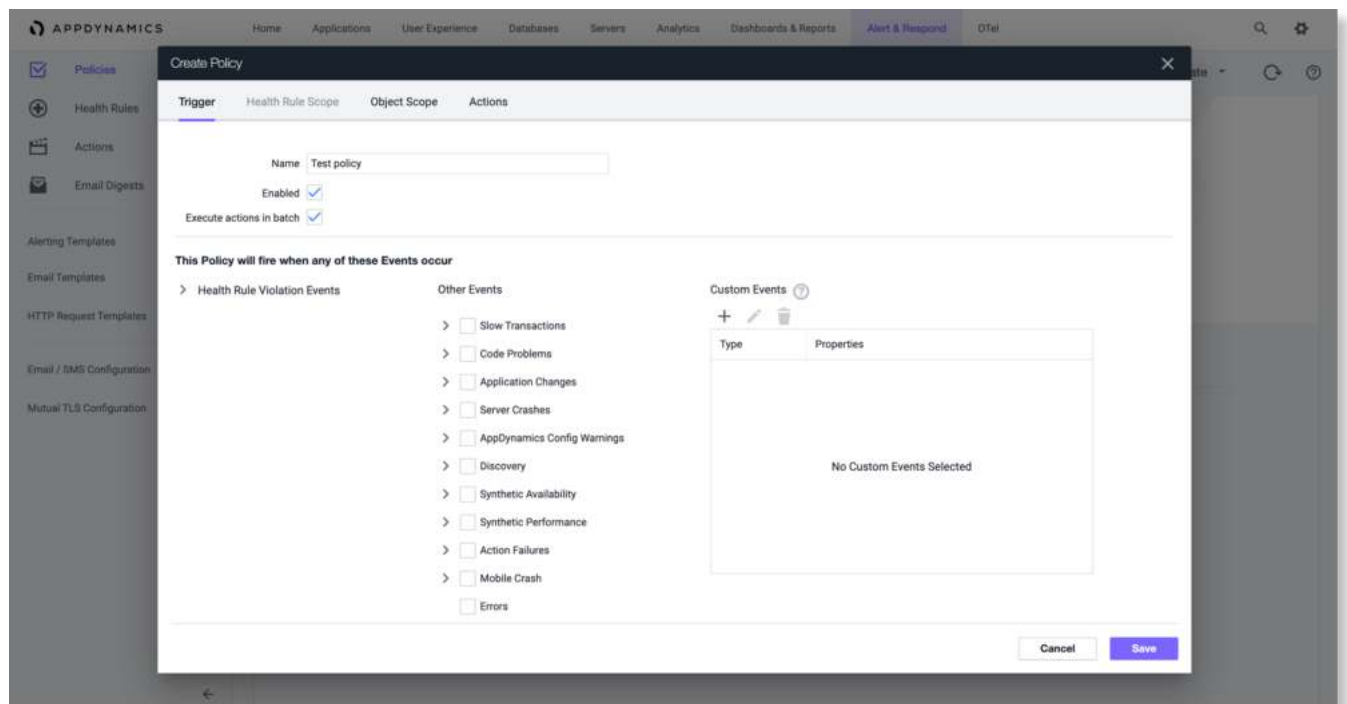 APPDYNAMICS
Home Applications User Experience Databases Servers Analytics Dashboards & Reports Alert & Respond OTel
Policies
Health Rules
Actions
Email Digests
Alerting Templates
Email Templates
HTTP Request Templates
Email / SMS Configuration
Mutual TLS Configuration
Create Policy
Trigger Health Rule Scope Object Scope Actions
Name Test policy
Enabled
Execute actions in batch
This Policy will fire when any of these Events occur
Health Rule Violation Events
Other Events
Slow Transactions
Code Problems
Application Changes
Server Crashes
AppDynamics Config Warnings
Discovery
Synthetic Availability
Synthetic Performance
Action Failures
Mobile Crash
Errors
Custom Events
Type Properties
No Custom Events Selected
Cancel Save